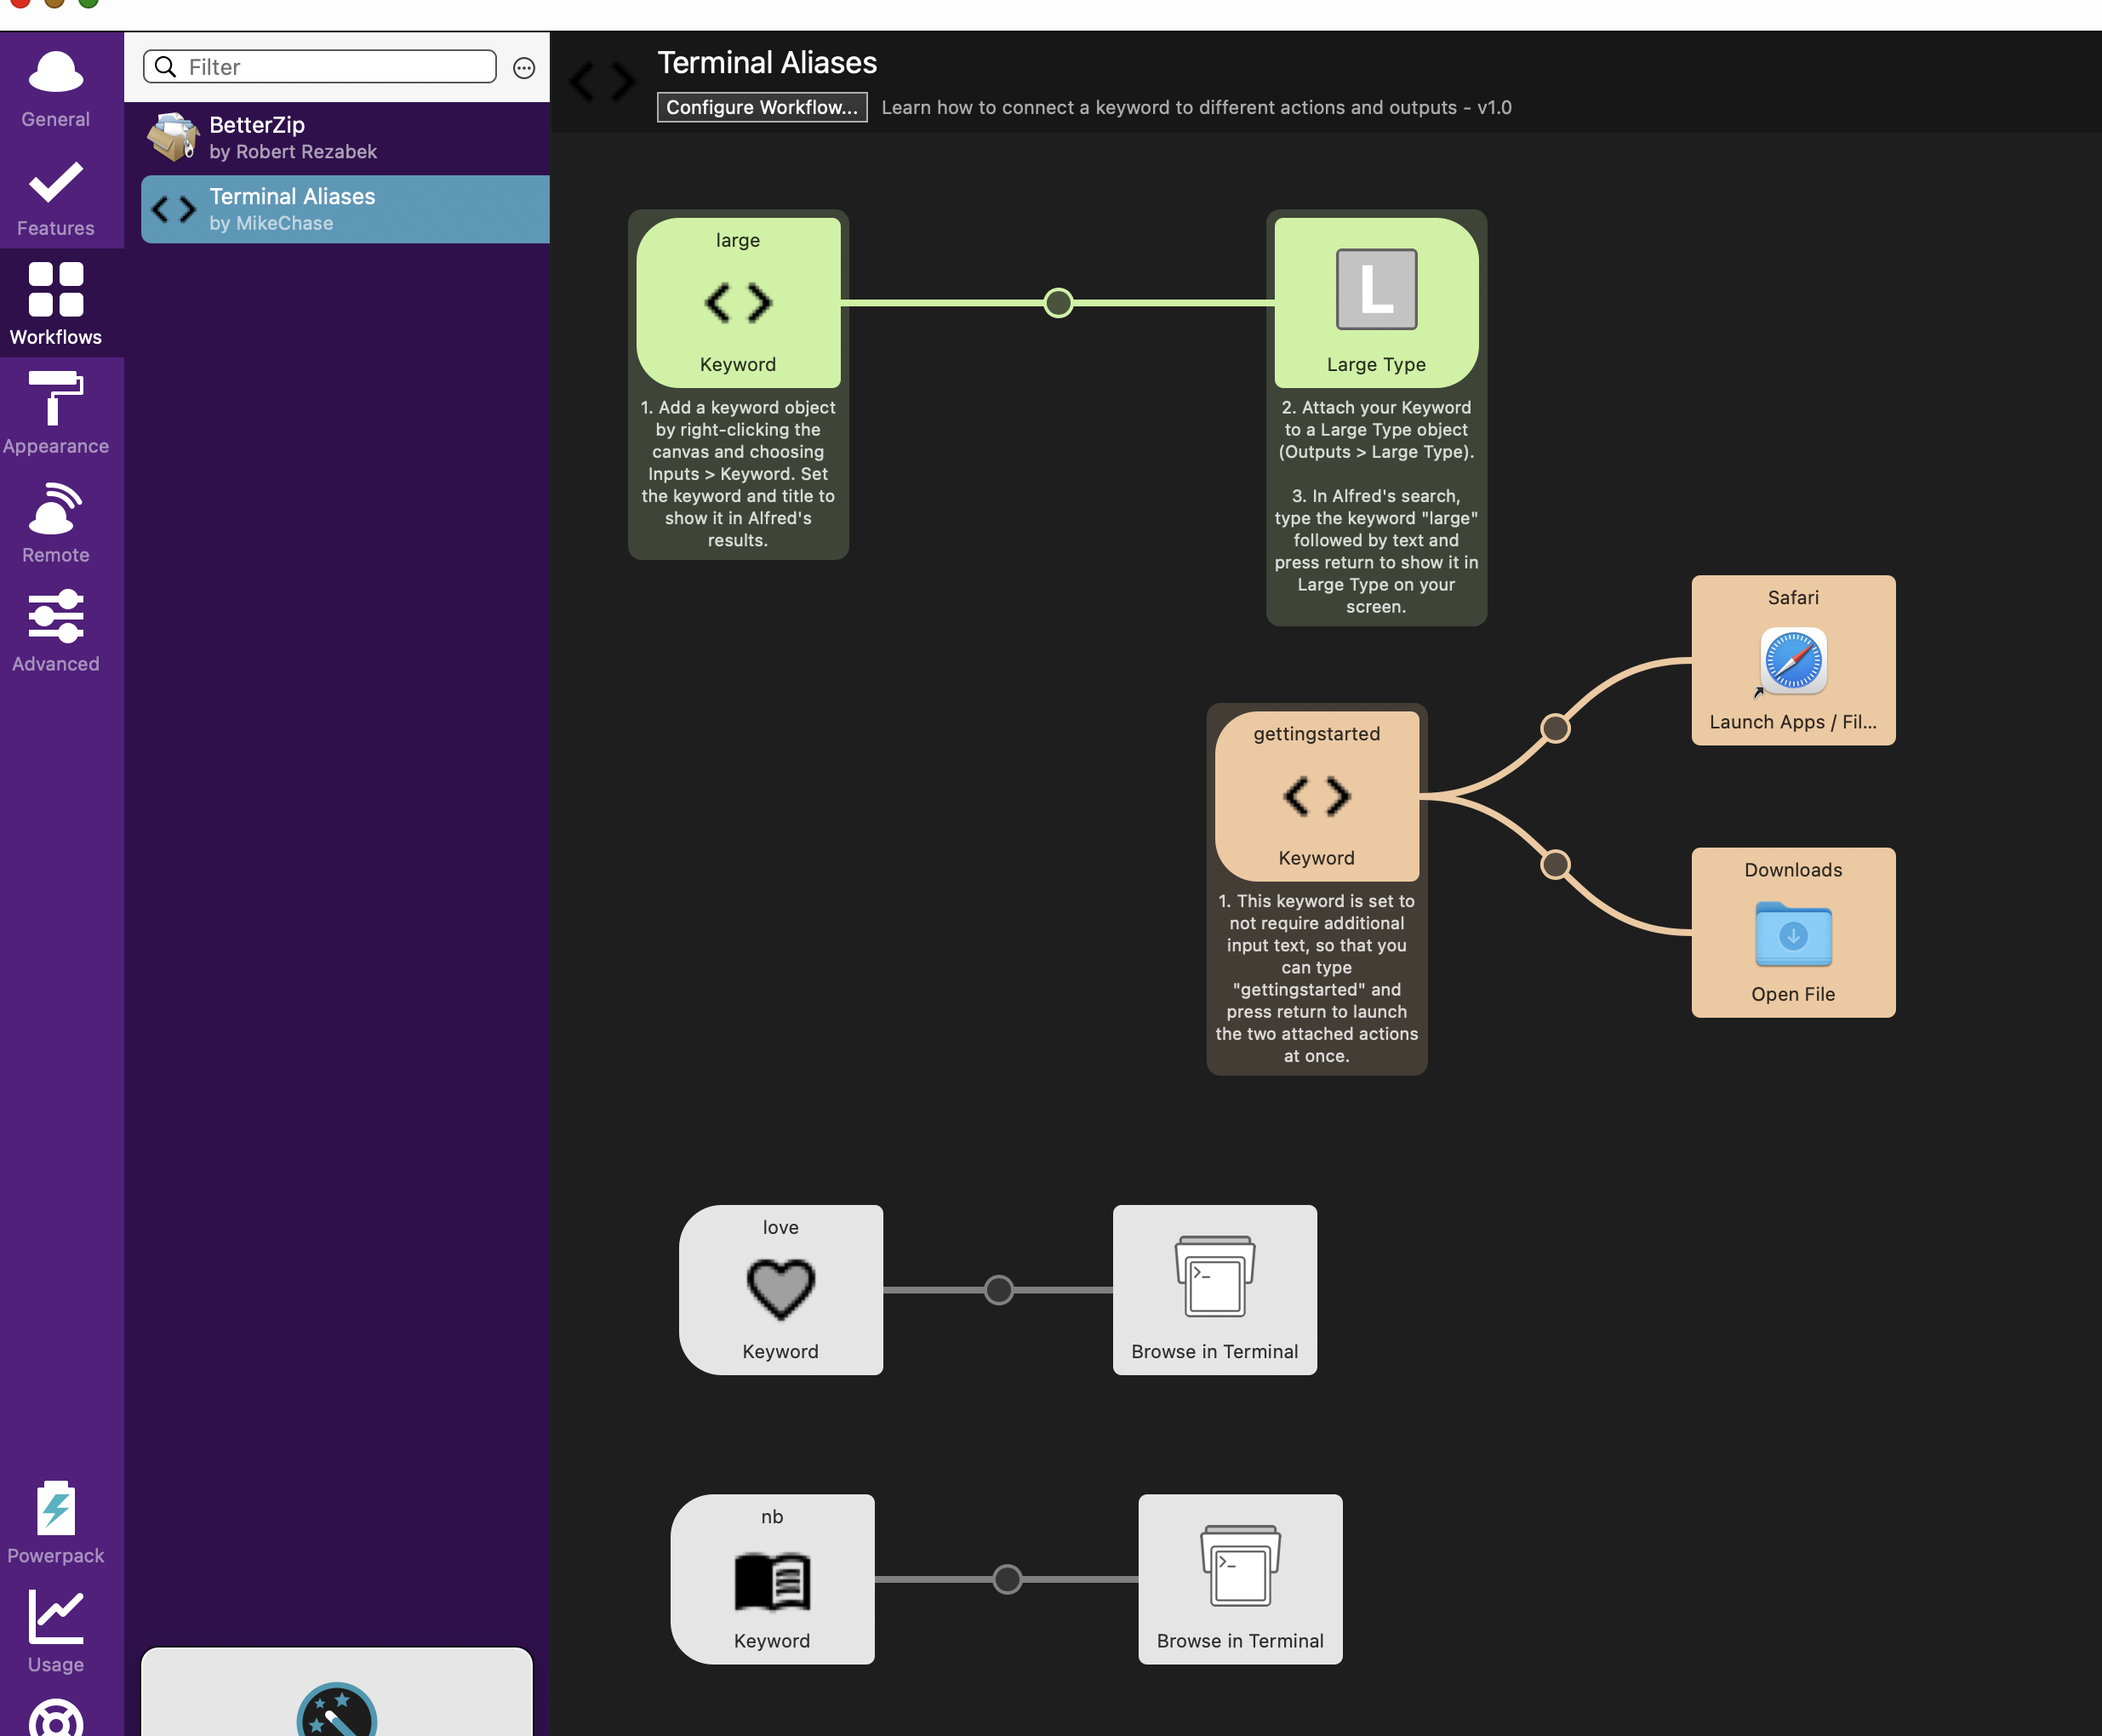 General
Features
Workflows
Appearance
Remote
Advanced
Powerpack
Usage
Filter
BetterZip
by Robert Rezabek
Terminal Aliases
by MikeChase
Terminal Aliases
Configure Workflow... Learn how to connect a keyword to different actions and outputs - v1.0
large
Keyword
1. Add a keyword object
by right-clicking the
canvas and choosing
Inputs > Keyword. Set
the keyword and title to
show it in Alfred's
results.
L
Large Type
2. Attach your Keyword
to a Large Type object
(Outputs > Large Type).
3. In Alfred's search,
type the keyword "large"
followed by text and
press return to show it in
Large Type on your
screen.
Safari
Launch Apps / Fil...
gettingstarted
Keyword
1. This keyword is set to
not require additional
input text, so that you
can type
"gettingstarted" and
press return to launch
the two attached actions
at once.
Downloads
Open File
love
Keyword
>_
Browse in Terminal
nb
Keyword
>_
Browse in Terminal